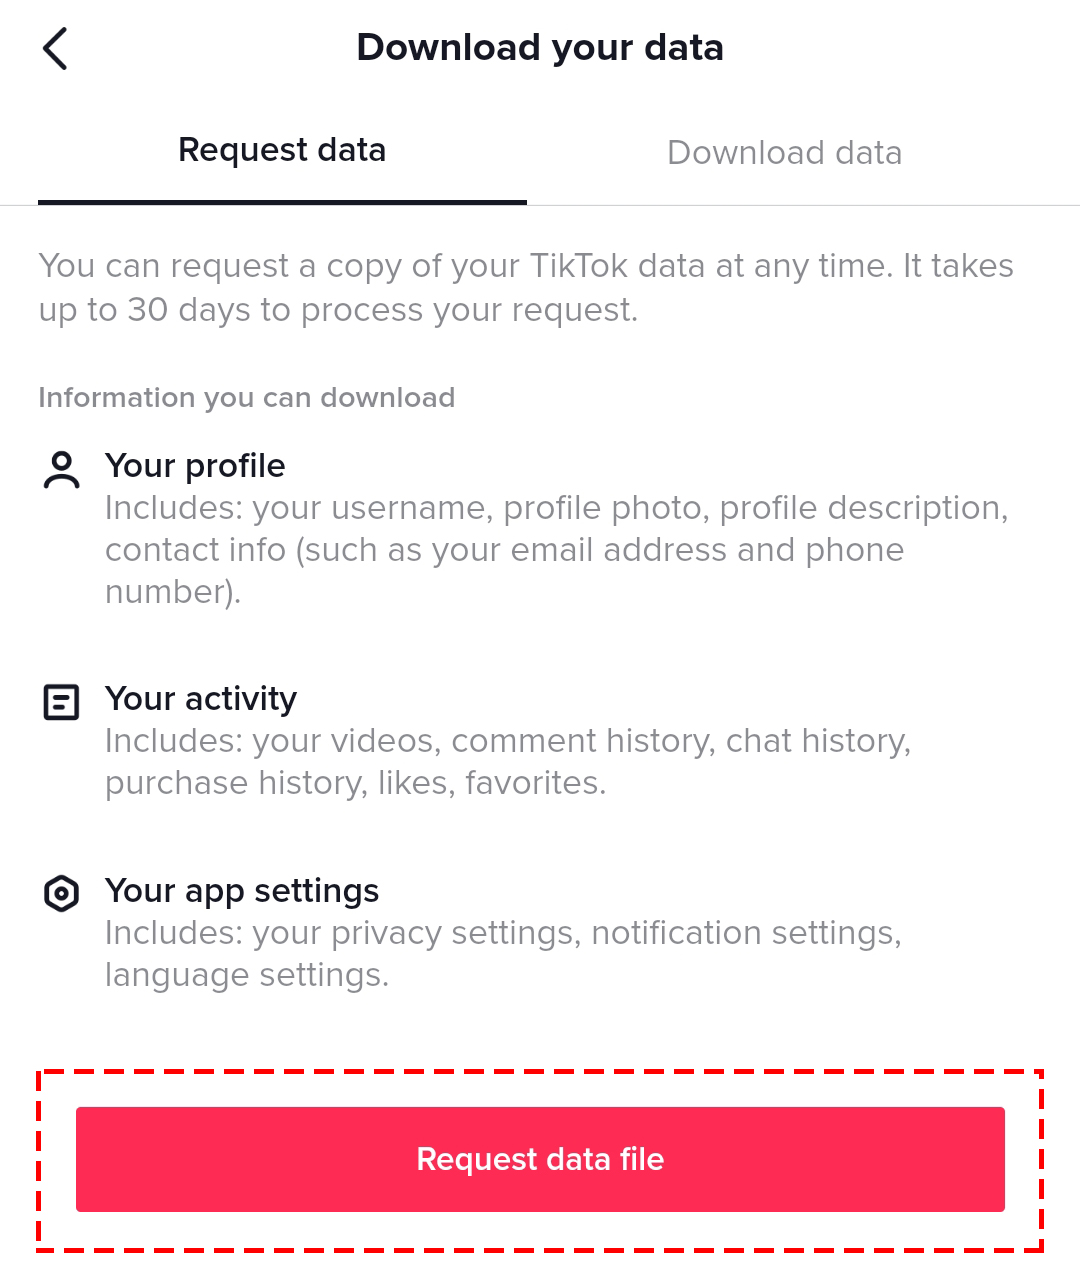 Download your data
Request data
Download data
You can request a copy of your TikTok data at any time. It takes
up to 30 days to process your request.
Information you can download
Your profile
Includes: your username, profile photo, profile description,
contact info (such as your email address and phone
number).
Your activity
Includes: your videos, comment history, chat history,
purchase history, likes, favorites.
Your app settings
Includes: your privacy settings, notification settings,
language settings.
Request data file